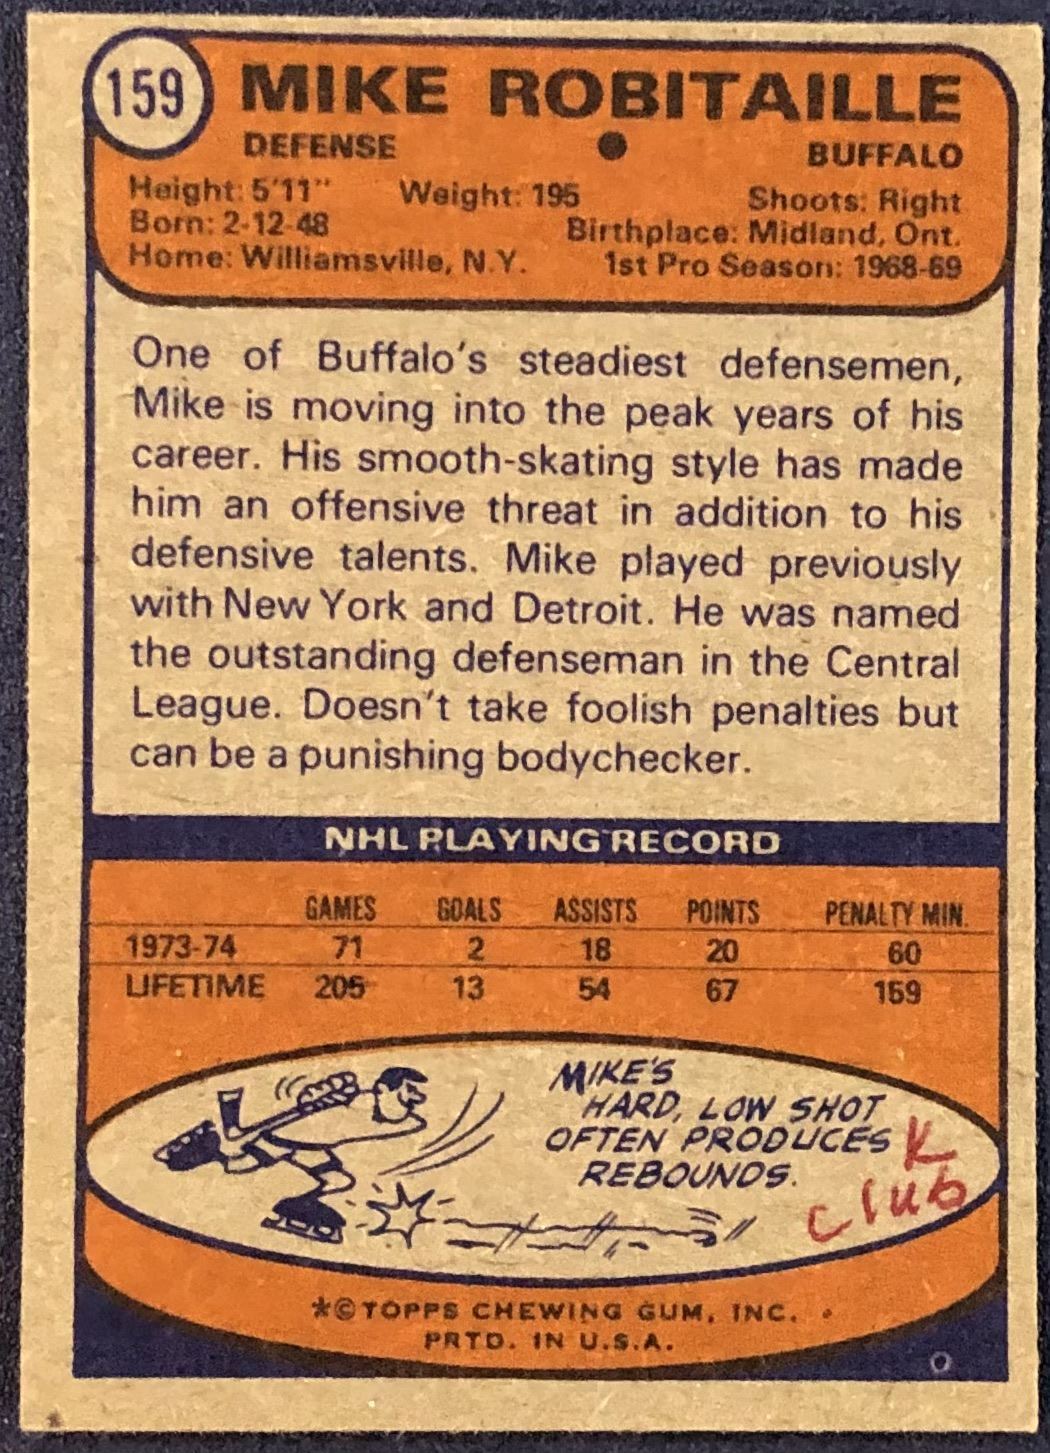 159
MIKE ROBITAILLE
DEFENSE BUFFALO
Height: 5'11" Weight: 195 Shoots: Right
Born: 2-12-48 Birthplace: Midland, Ont.
Home: Williamsville, N.Y. 1st Pro Season: 1968-69
One of Buffalo's steadiest defensemen,
Mike is moving into the peak years of his
career. His smooth-skating style has made
him an offensive threat in addition to his
defensive talents. Mike played previously
with New York and Detroit. He was named
the outstanding defenseman in the Central
League. Doesn't take foolish penalties but
can be a punishing bodychecker.
NHL PLAYING RECORD
GAMES GOALS ASSISTS POINTS PENALTY MIN.
1973-74 71 2 18 20 60
LIFETIME 205 13 54 67 159
MIKE'S
HARD, LOW SHOT
OFTEN PRODUCES
REBOUNDS.
K
club
*© TOPPS CHEWING GUM, INC.
PRTD. IN U.S.A.